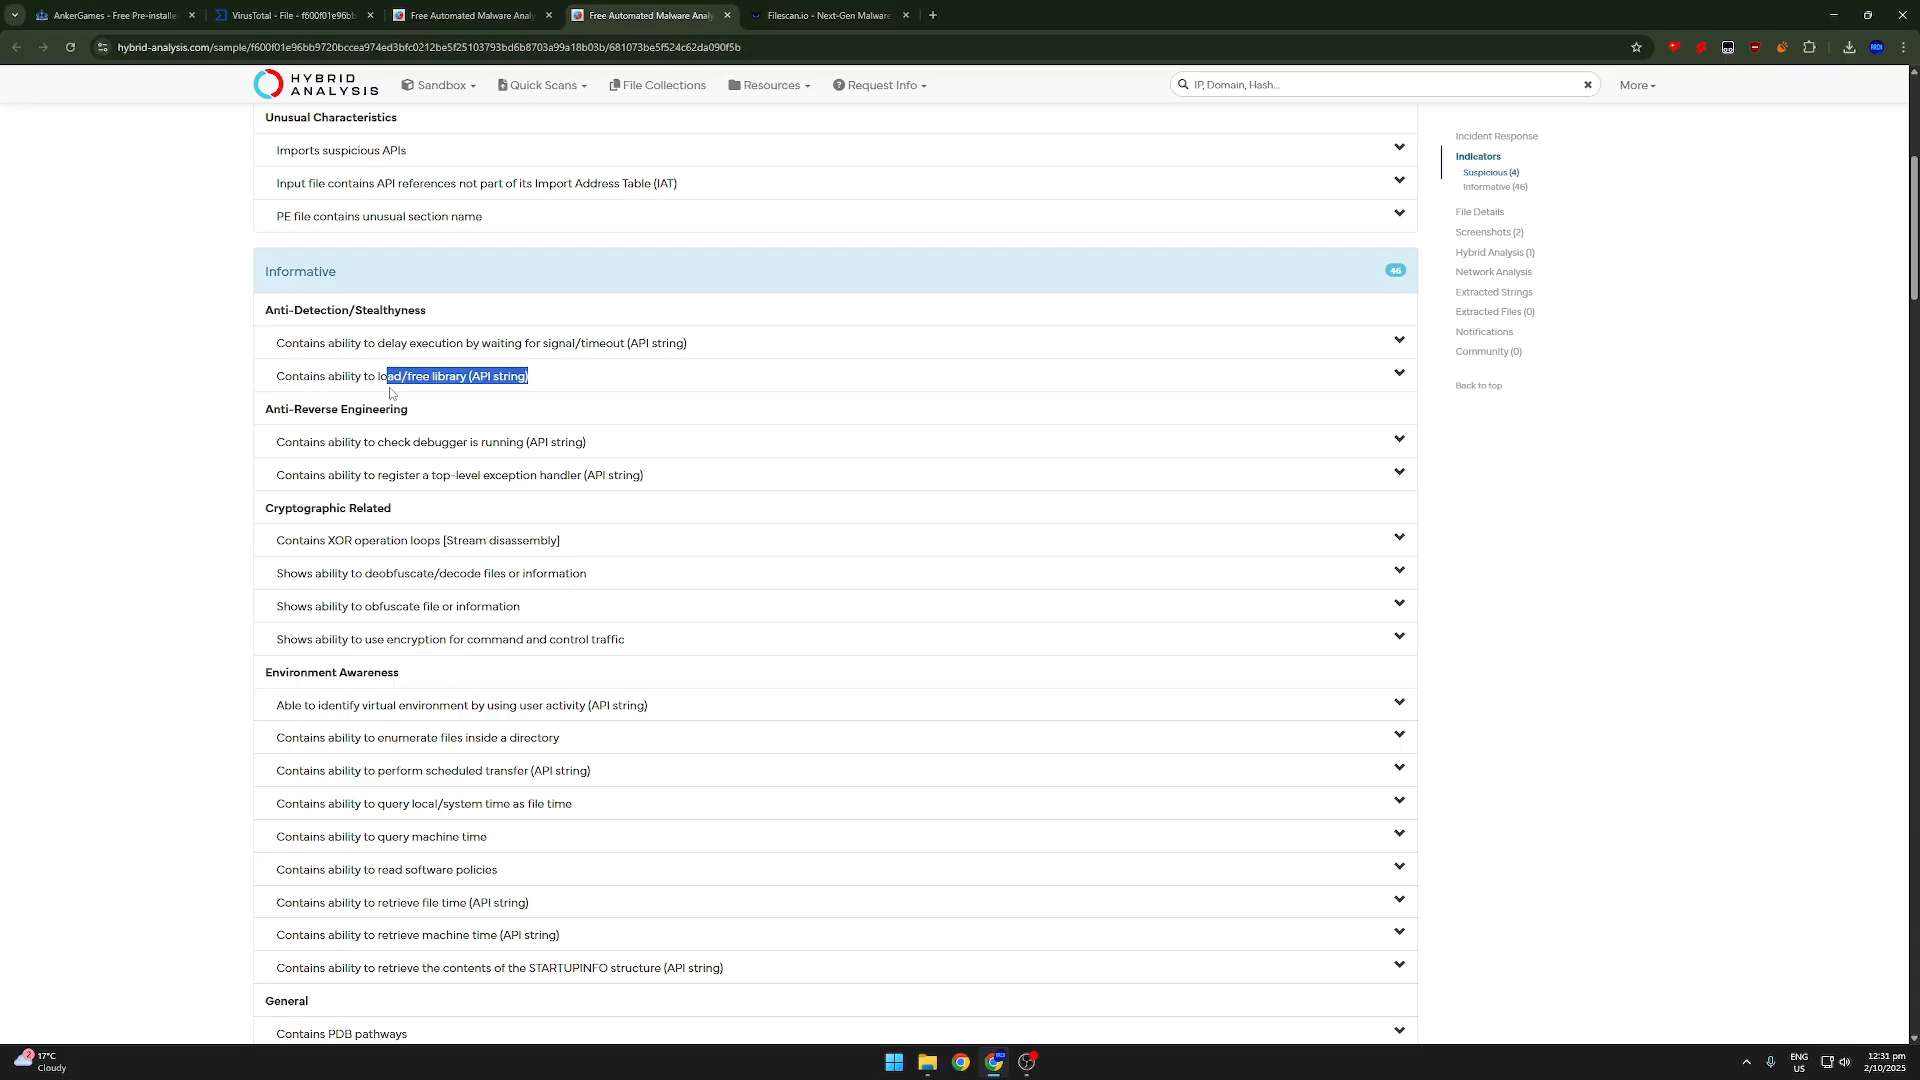 AnkerGames - Free Pre-installe
VirusTotal - File - f600f01e96bb
Free Automated Malware Analy
Free Automated Malware Analy
Filescan.io - Next-Gen Malware
hybrid-analysis.com/sample/f600f01e96bb9720bccea974ed3bfc0212be5f25103793bd6b8703a99a18b03b/681073be5f524c62da090f5b
HYBRID
ANALYSIS
Sandbox
Quick Scans
File Collections
Resources
Request Info
IP, Domain, Hash...
More
Unusual Characteristics
Imports suspicious APIs
Input file contains API references not part of its Import Address Table (IAT)
PE file contains unusual section name
Informative
46
Anti-Detection/Stealthyness
Contains ability to delay execution by waiting for signal/timeout (API string)
Contains ability to load/free library (API string)
Anti-Reverse Engineering
Contains ability to check debugger is running (API string)
Contains ability to register a top-level exception handler (API string)
Cryptographic Related
Contains XOR operation loops [Stream disassembly]
Shows ability to deobfuscate/decode files or information
Shows ability to obfuscate file or information
Shows ability to use encryption for command and control traffic
Environment Awareness
Able to identify virtual environment by using user activity (API string)
Contains ability to enumerate files inside a directory
Contains ability to perform scheduled transfer (API string)
Contains ability to query local/system time as file time
Contains ability to query machine time
Contains ability to read software policies
Contains ability to retrieve file time (API string)
Contains ability to retrieve machine time (API string)
Contains ability to retrieve the contents of the STARTUPINFO structure (API string)
General
Contains PDB pathways
Incident Response
Indicators
Suspicious (4)
Informative (46)
File Details
Screenshots (2)
Hybrid Analysis (1)
Network Analysis
Extracted Strings
Extracted Files (0)
Notifications
Community (0)
Back to top
2
17°C
Cloudy
ENG
US
12:31 pm
2/10/2025